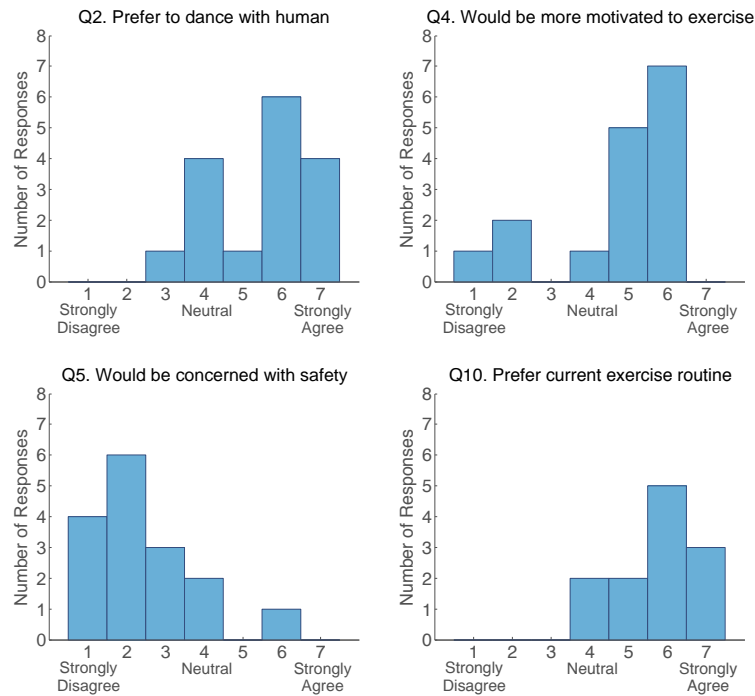 Q2. Prefer to dance with human
8
7
6
5
4
3
2
1
0
Number of Responses
1 2 3 4 5 6 7
Strongly Disagree
Neutral
Strongly Agree
Q4. Would be more motivated to exercise
8
7
6
5
4
3
2
1
0
Number of Responses
1 2 3 4 5 6 7
Strongly Disagree
Neutral
Strongly Agree
Q5. Would be concerned with safety
8
7
6
5
4
3
2
1
0
Number of Responses
1 2 3 4 5 6 7
Strongly Disagree
Neutral
Strongly Agree
Q10. Prefer current exercise routine
8
7
6
5
4
3
2
1
0
Number of Responses
1 2 3 4 5 6 7
Strongly Disagree
Neutral
Strongly Agree